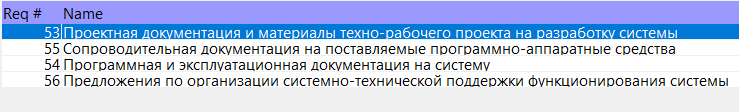 Req # Name
53 Проектная документация и материалы техно-рабочего проекта на разработку системы
55 Сопроводительная документация на поставляемые программно-аппаратные средства
54 Программная и эксплуатационная документация на систему
56 Предложения по организации системно-технической поддержки функционирования системы